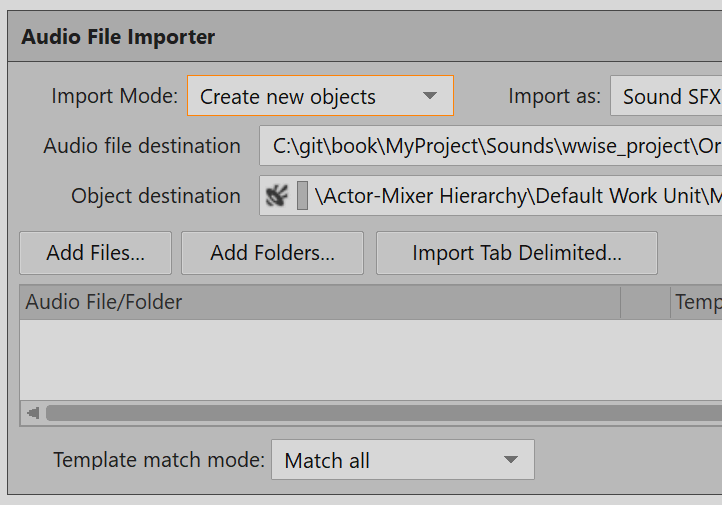 Audio File Importer
Import Mode: Create new objects Import as: Sound SFX
Audio file destination C:\git\book\MyProject\Sounds\wwise_project\Or
Object destination \Actor-Mixer Hierarchy\Default Work Unit\M
Add Files... Add Folders... Import Tab Delimited...
Audio File/Folder Temp
Template match mode: Match all